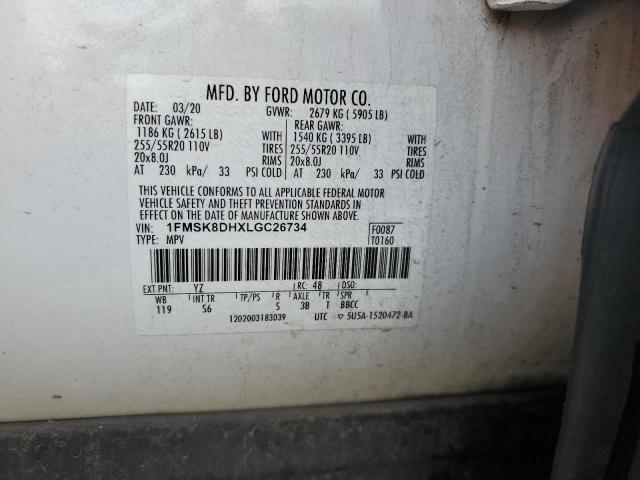 MFD. BY FORD MOTOR CO.
DATE: 03/20 GVWR: 2679 KG ( 5905 LB)
FRONT GAWR: REAR GAWR:
1186 KG ( 2615 LB) WITH 1540 KG ( 3395 LB) WITH
255/55R20 110V TIRES 255/55R20 110V TIRES
20x8.0J RIMS 20x8.0J RIMS
AT 230 kPa/ 33 PSI COLD AT 230 kPa/ 33 PSI COLD
THIS VEHICLE CONFORMS TO ALL APPLICABLE FEDERAL MOTOR
VEHICLE SAFETY AND THEFT PREVENTION STANDARDS IN
EFFECT ON THE DATE OF MANUFACTURE SHOWN ABOVE.
VIN: 1FMSK8DHXLGC26734 F0087
TYPE: MPV T0160
EXT PNT: YZ RC: 48 DSO:
WB INT TR TP/PS R AXLE TR SPR
119 S6 S 3B T BBCC
1202003183039 UTC ▽ 5U5A-1520472-BA